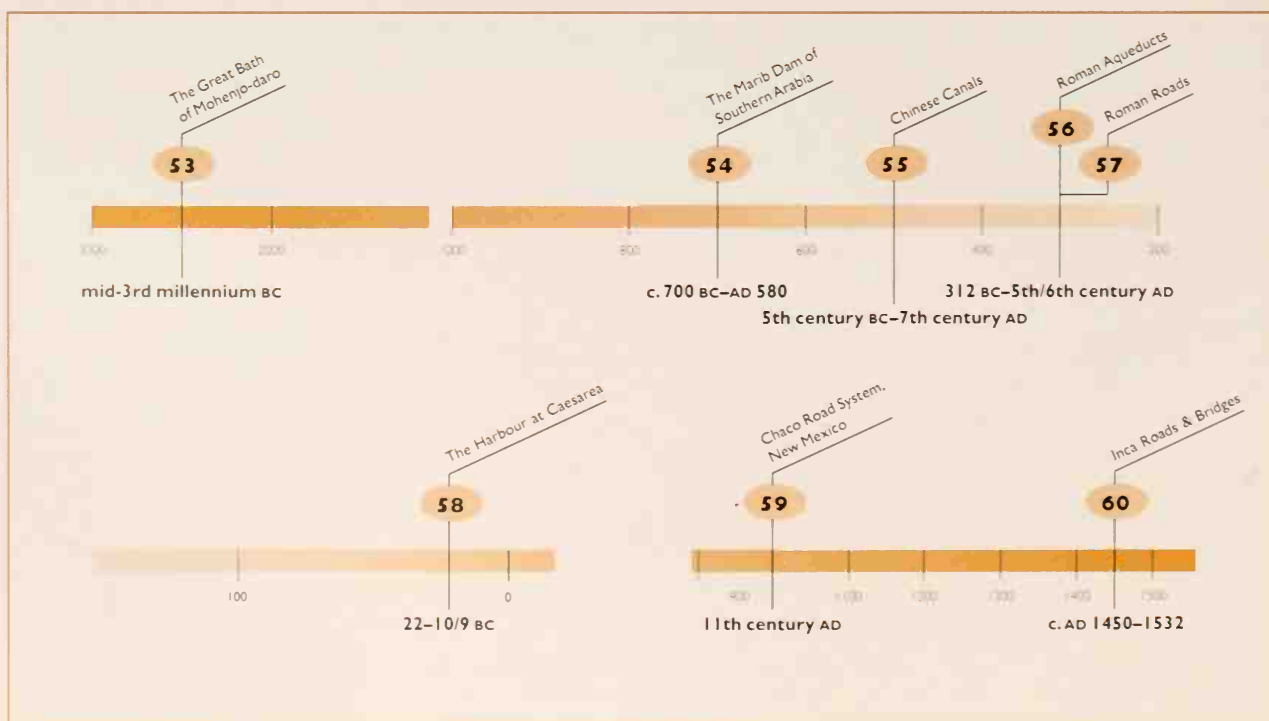 The Great Bath
of Mohenjo-daro
The Marib Dam of
Southern Arabia
Chinese Canals
Roman Aqueducts
Roman Roads
53
54
55
56
57
2000
800
600
400
200
mid-3rd millennium BC
c. 700 BC–AD 580
312 BC–5th/6th century AD
5th century BC–7th century AD
The Harbour at Caesarea
Chaco Road System,
New Mexico
Inca Roads & Bridges
58
59
60
100
0
22–10/9 BC
11th century AD
c. AD 1450–1532